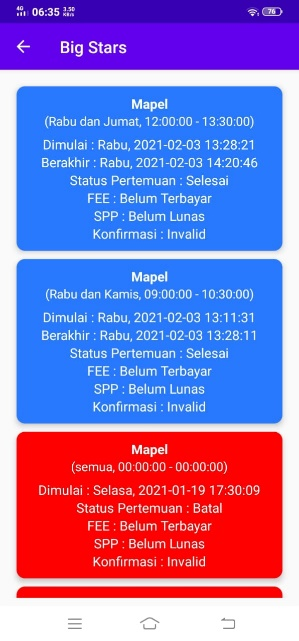 4G 06:35 3.50 KB/s 76
Big Stars
Mapel
(Rabu dan Jumat, 12:00:00 - 13:30:00)
Dimulai : Rabu, 2021-02-03 13:28:21
Berakhir : Rabu, 2021-02-03 14:20:46
Status Pertemuan : Selesai
FEE : Belum Terbayar
SPP : Belum Lunas
Konfirmasi : Invalid
Mapel
(Rabu dan Kamis, 09:00:00 - 10:30:00)
Dimulai : Rabu, 2021-02-03 13:11:31
Berakhir : Rabu, 2021-02-03 13:28:11
Status Pertemuan : Selesai
FEE : Belum Terbayar
SPP : Belum Lunas
Konfirmasi : Invalid
Mapel
(semua, 00:00:00 - 00:00:00)
Dimulai : Selasa, 2021-01-19 17:30:09
Status Pertemuan : Batal
FEE : Belum Terbayar
SPP : Belum Lunas
Konfirmasi : Invalid